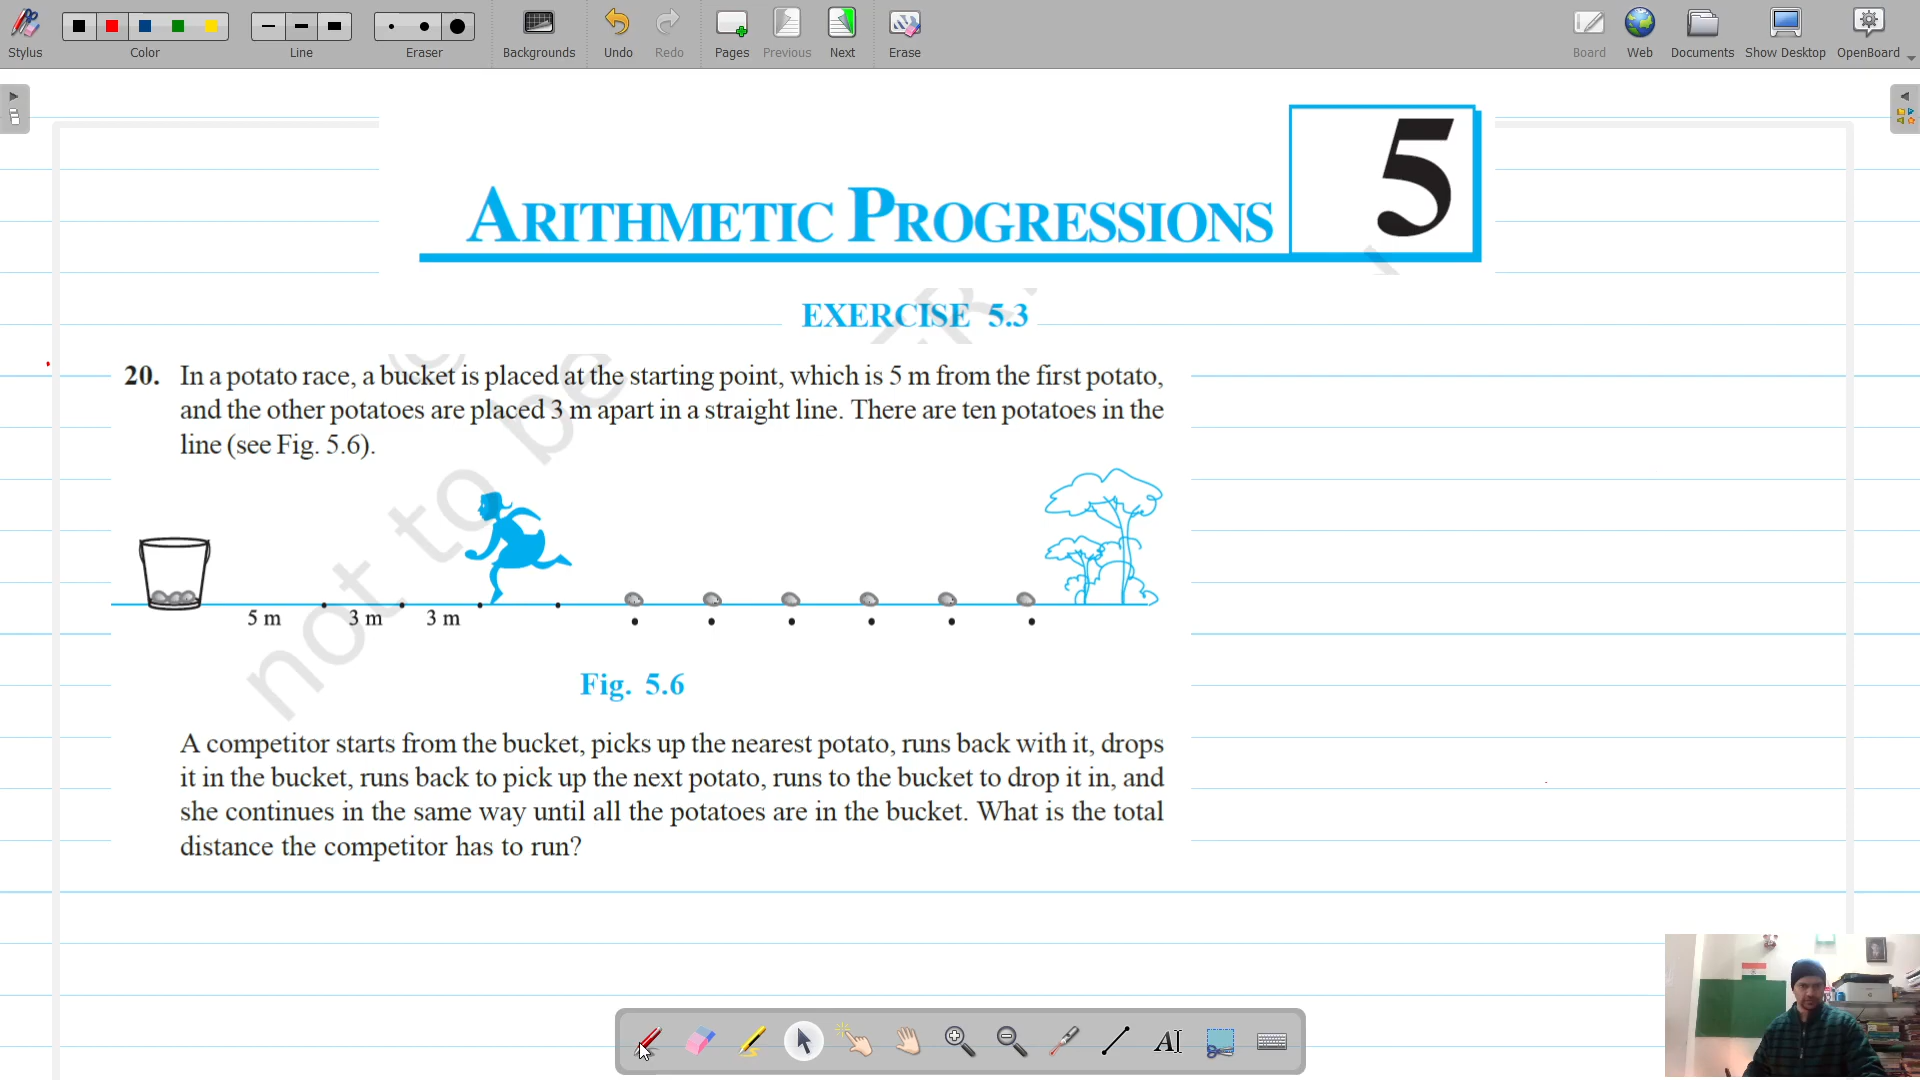 Stylus
Color
Line
Eraser
Backgrounds
Undo
Redo
Pages
Previous
Next
Erase
Board
Web
Documents
Show Desktop
OpenBoard
ARITHMETIC PROGRESSIONS
5
EXERCISE 5.3
20. In a potato race, a bucket is placed at the starting point, which is 5 m from the first potato,
and the other potatoes are placed 3 m apart in a straight line. There are ten potatoes in the
line (see Fig. 5.6).
5 m
3 m
3 m
not to be
Fig. 5.6
A competitor starts from the bucket, picks up the nearest potato, runs back with it, drops
it in the bucket, runs back to pick up the next potato, runs to the bucket to drop it in, and
she continues in the same way until all the potatoes are in the bucket. What is the total
distance the competitor has to run?